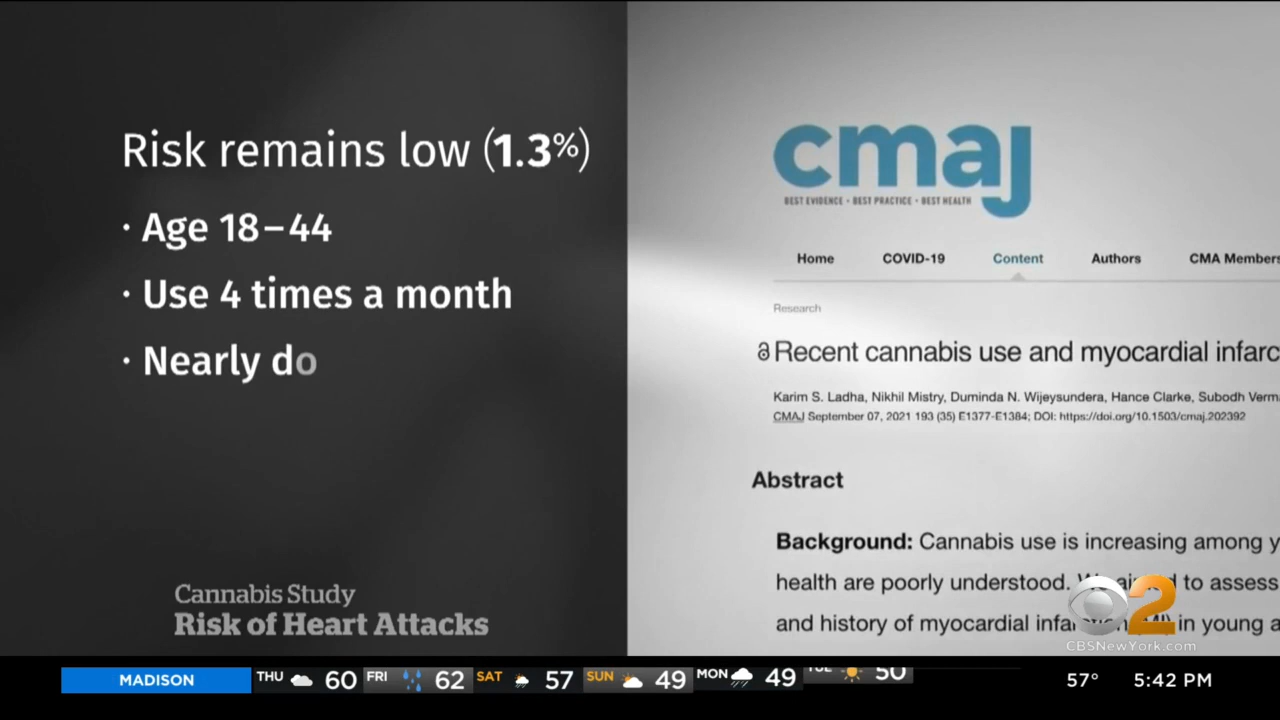 Risk remains low (1.3%)
· Age 18–44
· Use 4 times a month
· Nearly do
Cannabis Study
Risk of Heart Attacks
cmaj
BEST EVIDENCE • BEST PRACTICE • BEST HEALTH
Home COVID-19 Content Authors CMA Members
Research
Recent cannabis use and myocardial infarc
Karim S. Ladha, Nikhil Mistry, Duminda N. Wijeysundera, Hance Clarke, Subodh Verma
CMAJ September 07, 2021 193 (35) E1377-E1384; DOI: https://doi.org/10.1503/cmaj.202392
Abstract
Background: Cannabis use is increasing among y
health are poorly understood. to assess
and history of myocardial in young a
2
CBSNewYork.com
MADISON THU 60 FRI 62 SAT 57 SUN 49 MON 49 TUE 50 57° 5:42 PM